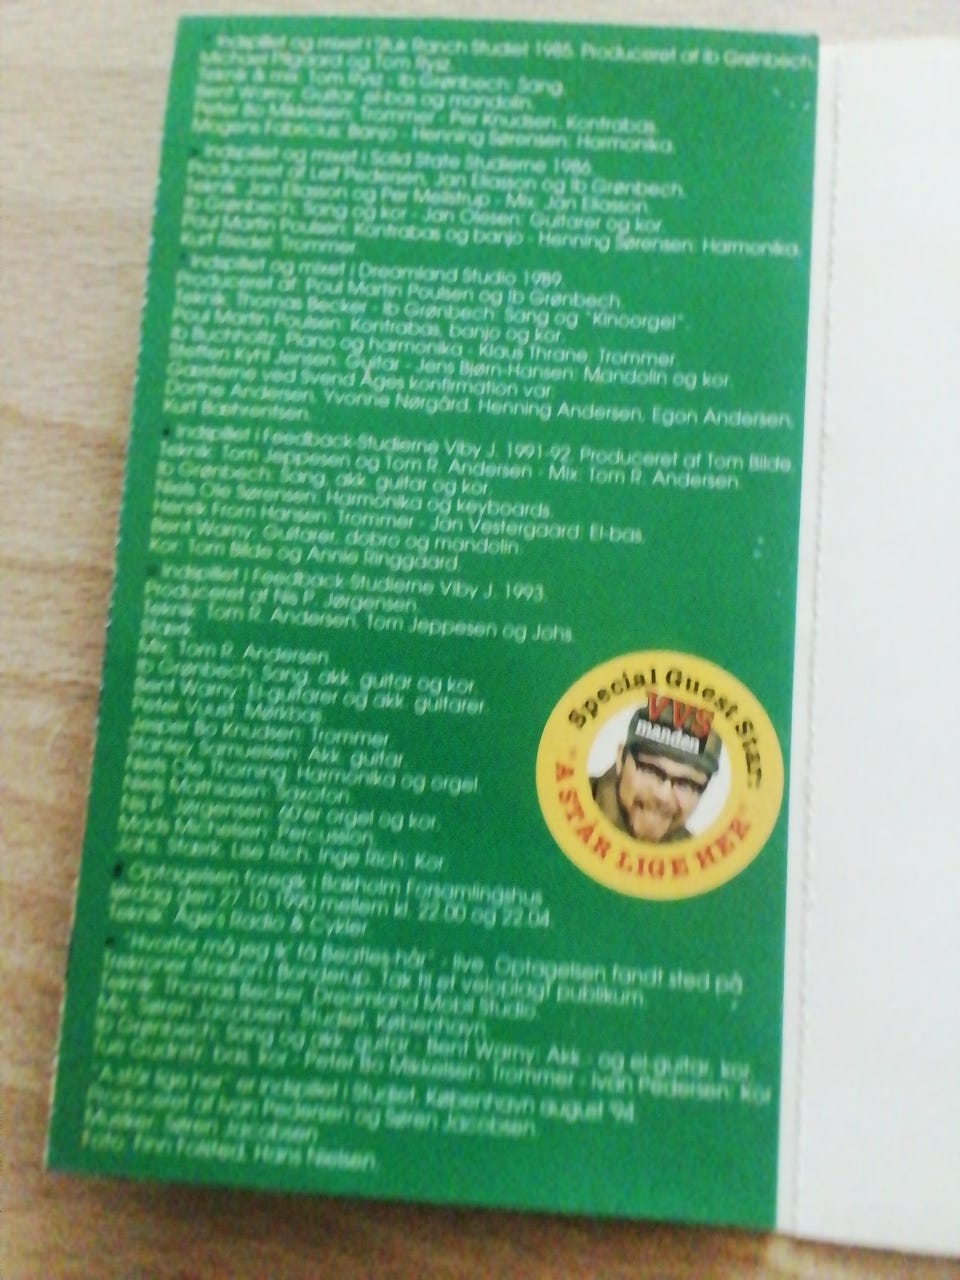 Indspillet og mixet i Stuk Ranch Studiet 1985. Produceret af Ib Grønbech,
Michael Elgaard og Tom Rysz.
Teknik & mix: Tom Rysz - Ib Grønbech: Sang.
Bent Warny: Guitar, el-bas og mandolin.
Peter Bo Mikkelsen: Trommer - Per Knudsen: Kontrabas.
Mogens Fabricius: Banjo - Henning Sørensen: Harmonika.
Indspillet og mixet i Solid State Studierne 1986.
Produceret af Leif Pedersen, Jan Eliasson og Ib Grønbech.
Teknik: Jan Eliasson og Per Meilstrup - Mix: Jan Eliasson.
Ib Grønbech: Sang og kor - Jan Olesen: Guitarer og kor.
Poul Martin Poulsen: Kontrabas og banjo - Henning Sørensen: Harmonika.
Kurt Riedel: Trommer.
Indspillet og mixet i Dreamland Studio 1989.
Produceret af: Poul Martin Poulsen og Ib Grønbech.
Teknik: Thomas Becker - Ib Grønbech: Sang og "Kinoorgel".
Poul Martin Poulsen: Kontrabas, banjo og kor.
Ib Buchholtz: Piano og harmonika - Klaus Thrane: Trommer.
Steffen Kyhl Jensen: Guitar - Jens Bjørn-Hansen: Mandolin og kor.
Gæsterne ved Svend Åges konfirmation var
Dorthe Andersen, Yvonne Nørgård, Henning Andersen, Egon Andersen,
Kurt Bæhrentsen.
Indspillet i Feedback-Studierne Viby J. 1991-92. Produceret af Tom Bilde.
Teknik: Tom Jeppesen og Tom R. Andersen - Mix: Tom R. Andersen.
Ib Grønbech: Sang, akk. guitar og kor.
Niels Ole Sørensen: Harmonika og keyboards.
Henrik From Hansen: Trommer - Jan Vestergaard: El-bas.
Bent Warny: Guitarer, dobro og mandolin.
Kor: Tom Bilde og Annie Ringgaard.
Indspillet i Feedback Studierne Viby J. 1993.
Produceret af Nis P. Jørgensen.
Teknik: Tom R. Andersen, Tom Jeppesen og Johs.
Stærk.
Mix: Tom R. Andersen.
Ib Grønbech: Sang, akk. guitar og kor.
Bent Warny: El-guitarer og akk. guitarer.
Peter Vuust: Mørkbas.
Jesper Bo Knudsen: Trommer.
Stanley Samuelsen: Akk. guitar.
Niels Ole Thorning: Harmonika og orgel.
Niels Mathiasen: Saxofon.
Nis P. Jørgensen: 60'er orgel og kor.
Mads Michelsen: Percussion.
Johs. Stærk, Lise Rich, Inge Rich: Kor.
Optagelsen foregik i Bakholm Forsamlingshus
lørdag den 27.10.1990 mellem kl. 22.00 og 22.04.
Teknik: Åge's Radio & Cykler.
"Hvorfor må jeg ik' få Beatles-hår" - live. Optagelsen fandt sted på
Stadion i Bonderup. Tak til et veloplagt publikum.
Teknik: Thomas Becker, Dreamland Mobil Studio.
Mix: Søren Jacobsen, Studiet, København.
Ib Grønbech: Sang og akk. guitar - Bent Warny: Akk.- og el-guitar, kor.
bas, kor - Peter Bo Mikkelsen: Trommer - Ivan Pedersen: Kor.
"A står lige her" er indspillet i Studiet, København august '94.
Produceret af Ivan Pedersen og Søren Jacobsen.
Søren Jacobsen.
Foto: Finn Folsted, Hans Nielsen.
Special Guest Star:
VVS
manden
"A STÅR LIGE HER"